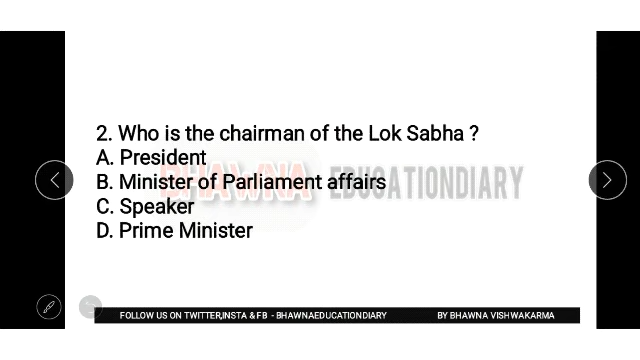 2. Who is the chairman of the Lok Sabha ?
A. President
B. Minister of Parliament affairs
C. Speaker
D. Prime Minister
BHAWNA EDUCATIONDIARY
FOLLOW US ON TWITTER,INSTA & FB - BHAWNAEDUCATIONDIARY BY BHAWNA VISHWAKARMA